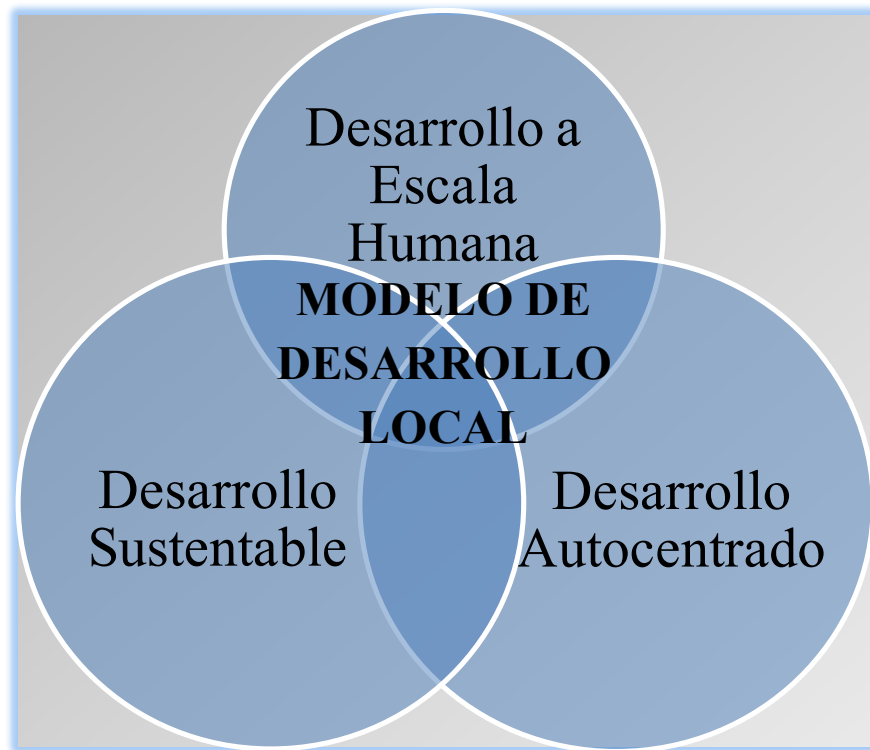 Desarrollo a
Escala
Humana
MODELO DE
DESARROLLO
LOCAL
Desarrollo
Sustentable
Desarrollo
Autocentrado